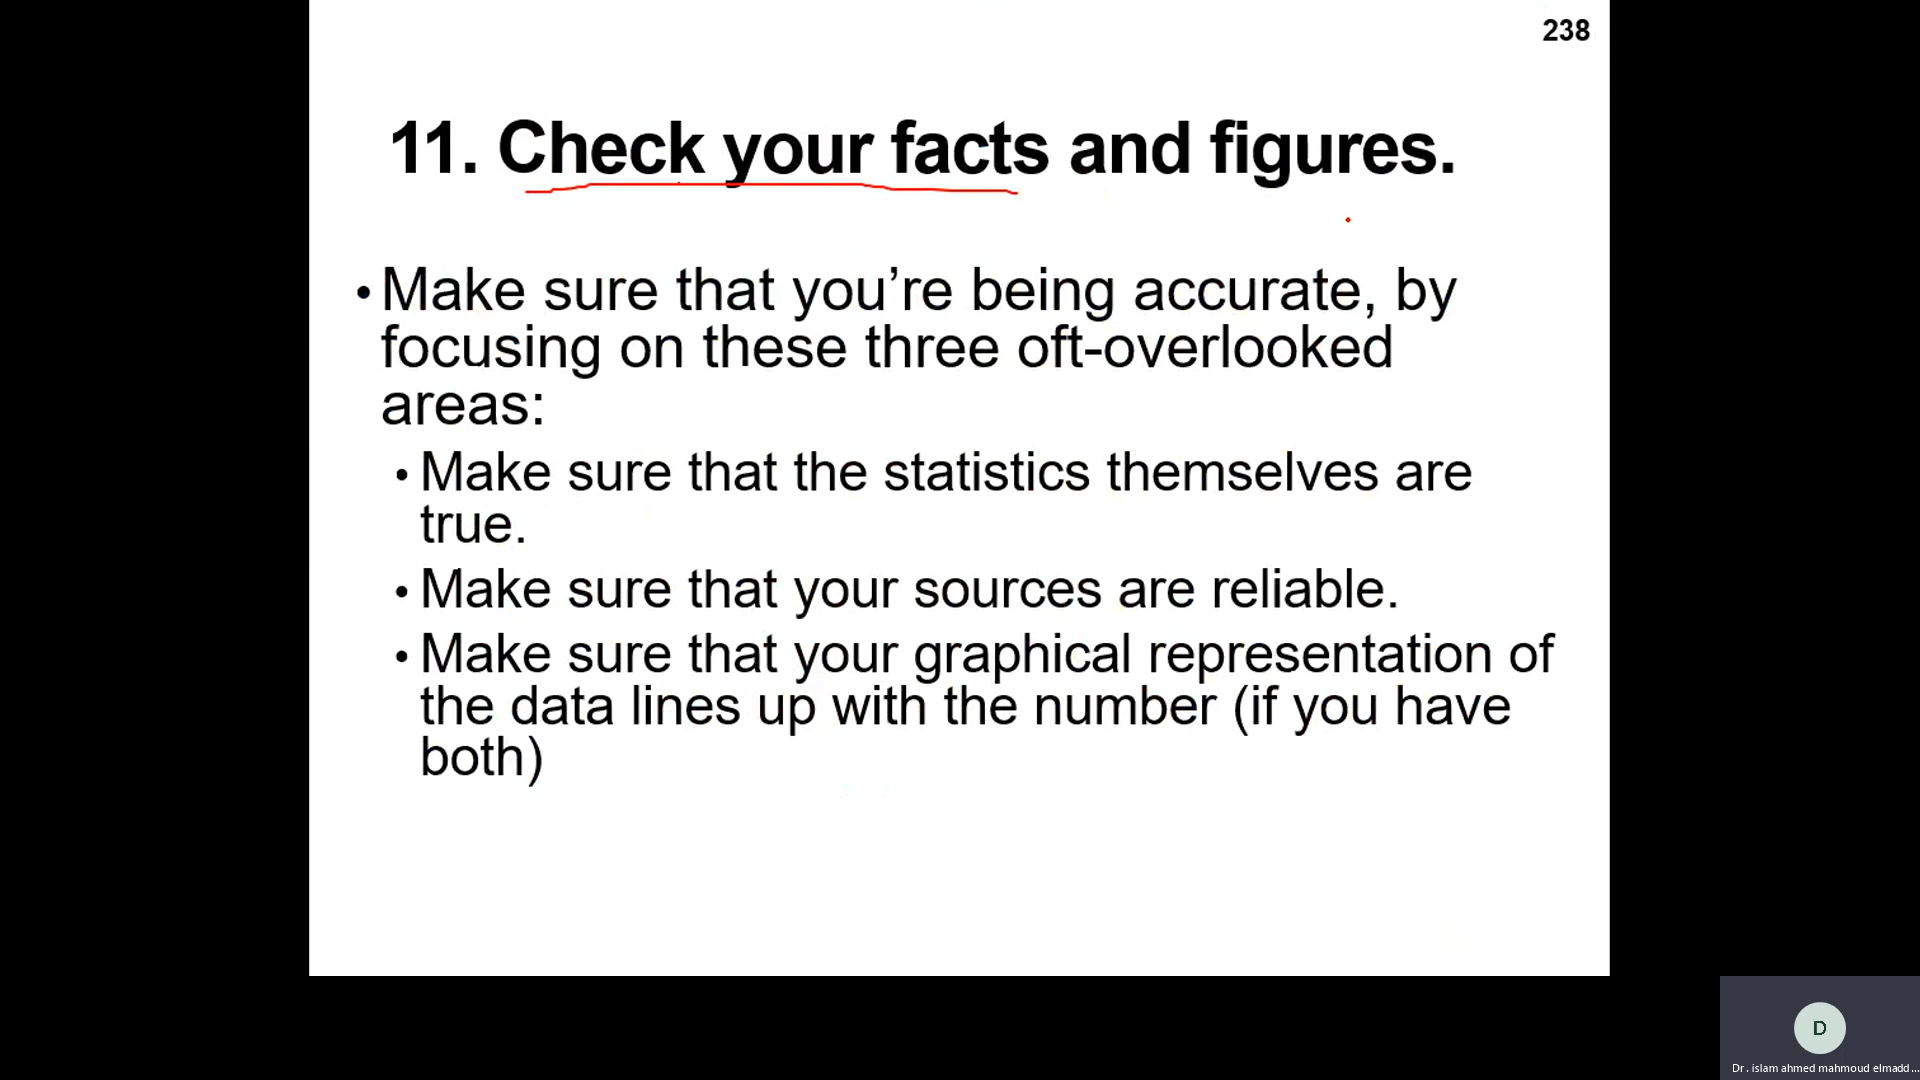 238
11. Check your facts and figures.
• Make sure that you’re being accurate, by
focusing on these three oft-overlooked
areas:
• Make sure that the statistics themselves are
true.
• Make sure that your sources are reliable.
• Make sure that your graphical representation of
the data lines up with the number (if you have
both)
D
Dr. islam ahmed mahmoud elmadd...